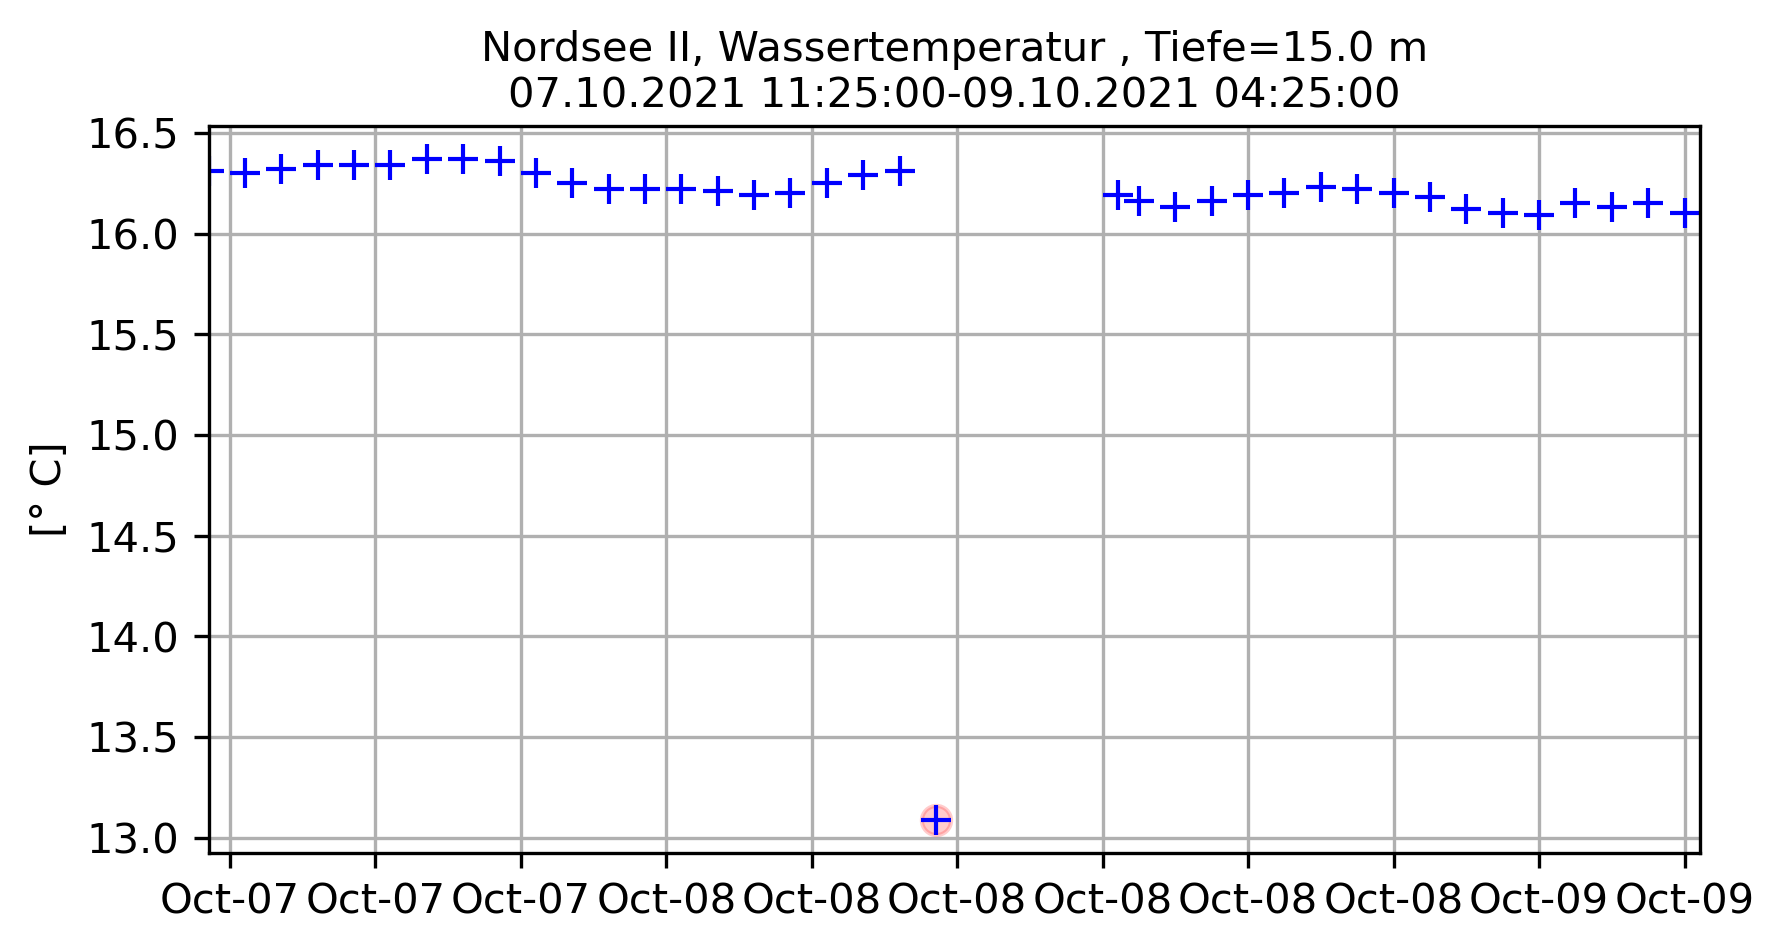 Nordsee II, Wassertemperatur , Tiefe=15.0 m
07.10.2021 11:25:00-09.10.2021 04:25:00
16.5
16.0
15.5
15.0
14.5
14.0
13.5
13.0
[° C]
Oct-07 Oct-07 Oct-07 Oct-08 Oct-08 Oct-08 Oct-08 Oct-08 Oct-08 Oct-09 Oct-09